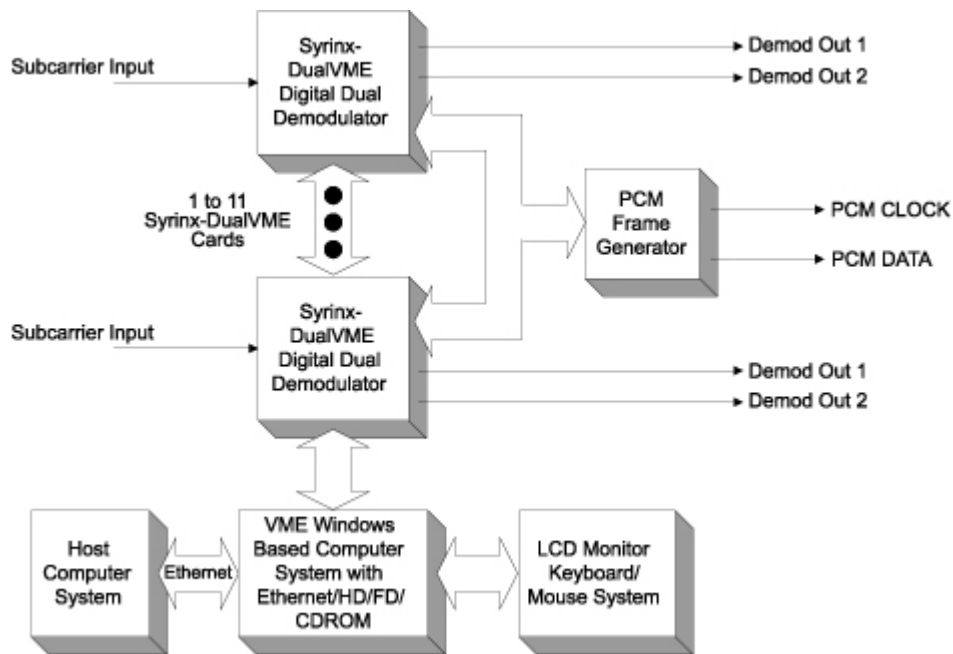 Subcarrier Input
Syrinx-
DualVME
Digital Dual
Demodulator
Demod Out 1
Demod Out 2
1 to 11
Syrinx-DualVME
Cards
PCM
Frame
Generator
PCM CLOCK
PCM DATA
Subcarrier Input
Syrinx-
DualVME
Digital Dual
Demodulator
Demod Out 1
Demod Out 2
Host
Computer
System
Ethernet
VME Windows
Based Computer
System with
Ethernet/HD/FD/
CDROM
LCD Monitor
Keyboard/
Mouse System